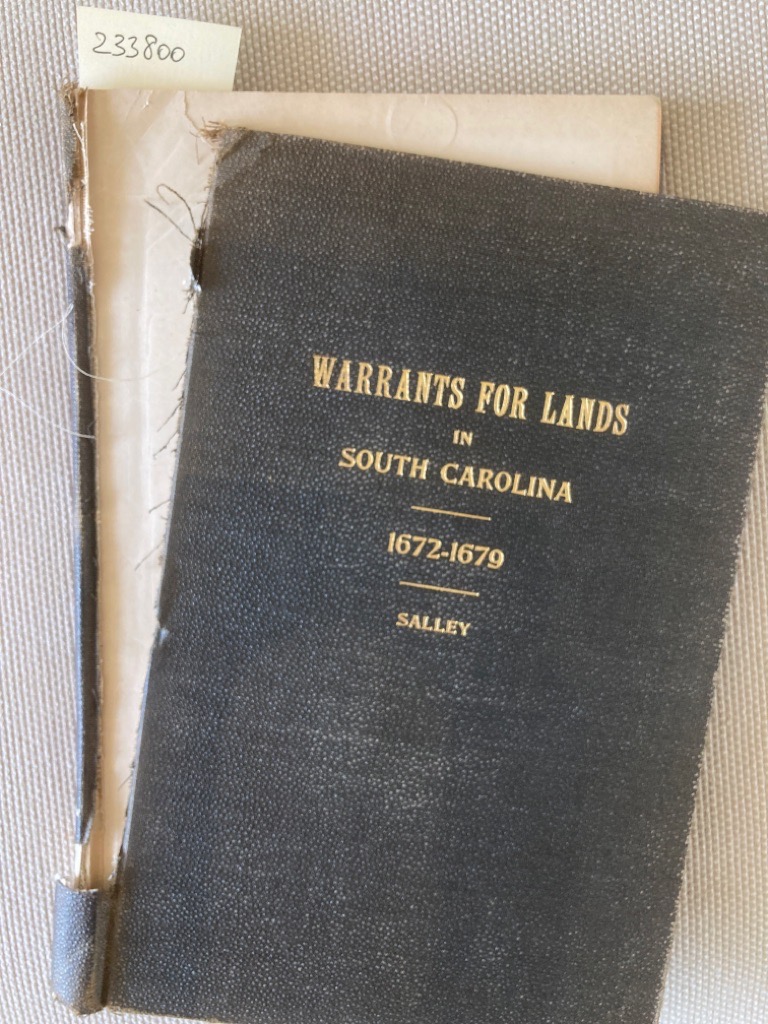 233800
WARRANTS FOR LANDS
IN
SOUTH CAROLINA
1672-1679
SALLEY